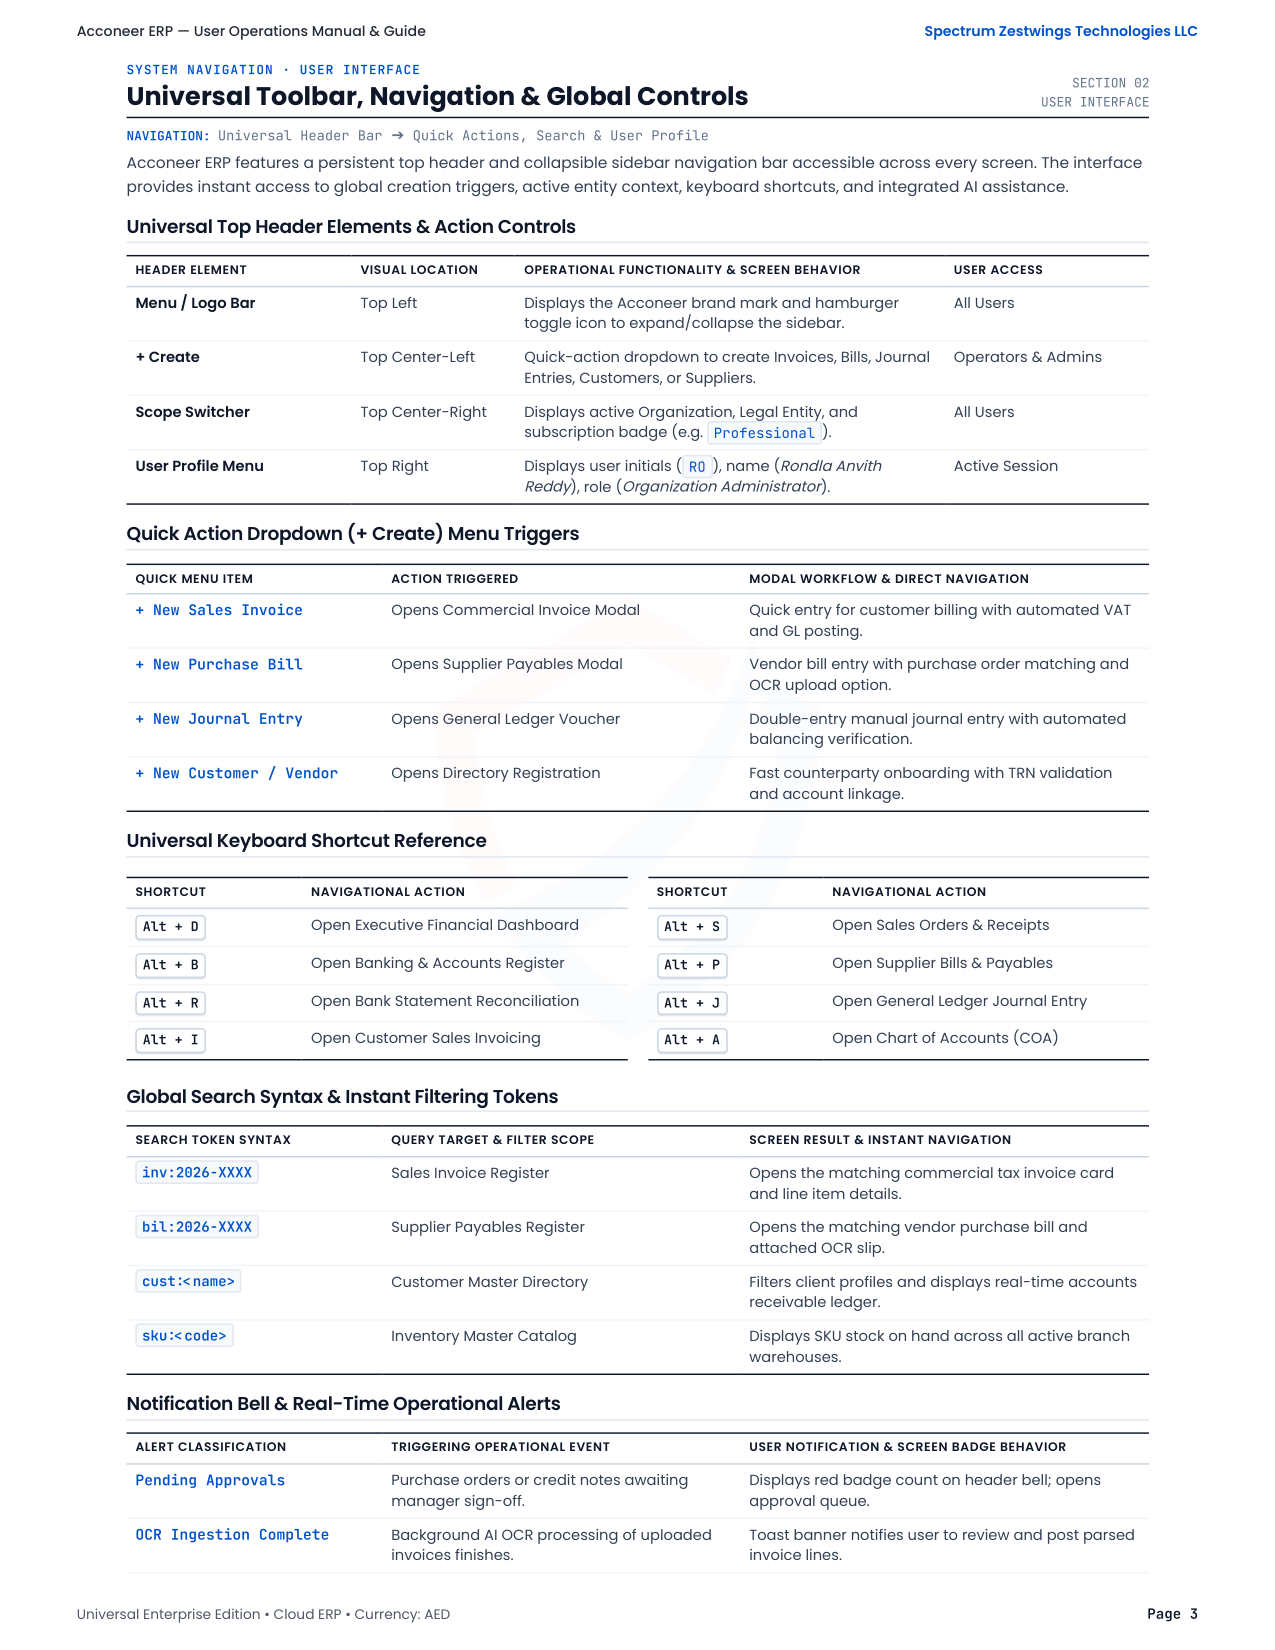 Acconeer ERP — User Operations Manual & Guide
Spectrum Zestwings Technologies LLC
SYSTEM NAVIGATION · USER INTERFACE
Universal Toolbar, Navigation & Global Controls
SECTION 02
USER INTERFACE
NAVIGATION: Universal Header Bar ➔ Quick Actions, Search & User Profile
Acconeer ERP features a persistent top header and collapsible sidebar navigation bar accessible across every screen. The interface
provides instant access to global creation triggers, active entity context, keyboard shortcuts, and integrated AI assistance.
Universal Top Header Elements & Action Controls
HEADER ELEMENT VISUAL LOCATION OPERATIONAL FUNCTIONALITY & SCREEN BEHAVIOR USER ACCESS
Menu / Logo Bar Top Left Displays the Acconeer brand mark and hamburger All Users
toggle icon to expand/collapse the sidebar.
+ Create Top Center-Left Quick-action dropdown to create Invoices, Bills, Journal Operators & Admins
Entries, Customers, or Suppliers.
Scope Switcher Top Center-Right Displays active Organization, Legal Entity, and All Users
subscription badge (e.g. Professional ).
User Profile Menu Top Right Displays user initials ( RO ), name (Rondla Anvith Active Session
Reddy), role (Organization Administrator).
Quick Action Dropdown (+ Create) Menu Triggers
QUICK MENU ITEM ACTION TRIGGERED MODAL WORKFLOW & DIRECT NAVIGATION
+ New Sales Invoice Opens Commercial Invoice Modal Quick entry for customer billing with automated VAT
and GL posting.
+ New Purchase Bill Opens Supplier Payables Modal Vendor bill entry with purchase order matching and
OCR upload option.
+ New Journal Entry Opens General Ledger Voucher Double-entry manual journal entry with automated
balancing verification.
+ New Customer / Vendor Opens Directory Registration Fast counterparty onboarding with TRN validation
and account linkage.
Universal Keyboard Shortcut Reference
SHORTCUT NAVIGATIONAL ACTION SHORTCUT NAVIGATIONAL ACTION
Alt + D Open Executive Financial Dashboard Alt + S Open Sales Orders & Receipts
Alt + B Open Banking & Accounts Register Alt + P Open Supplier Bills & Payables
Alt + R Open Bank Statement Reconciliation Alt + J Open General Ledger Journal Entry
Alt + I Open Customer Sales Invoicing Alt + A Open Chart of Accounts (COA)
Global Search Syntax & Instant Filtering Tokens
SEARCH TOKEN SYNTAX QUERY TARGET & FILTER SCOPE SCREEN RESULT & INSTANT NAVIGATION
inv:2026-XXXX Sales Invoice Register Opens the matching commercial tax invoice card
and line item details.
bil:2026-XXXX Supplier Payables Register Opens the matching vendor purchase bill and
attached OCR slip.
cust:<name> Customer Master Directory Filters client profiles and displays real-time accounts
receivable ledger.
sku:<code> Inventory Master Catalog Displays SKU stock on hand across all active branch
warehouses.
Notification Bell & Real-Time Operational Alerts
ALERT CLASSIFICATION TRIGGERING OPERATIONAL EVENT USER NOTIFICATION & SCREEN BADGE BEHAVIOR
Pending Approvals Purchase orders or credit notes awaiting Displays red badge count on header bell; opens
manager sign-off. approval queue.
OCR Ingestion Complete Background AI OCR processing of uploaded Toast banner notifies user to review and post parsed
invoices finishes. invoice lines.
Universal Enterprise Edition • Cloud ERP • Currency: AED
Page 3